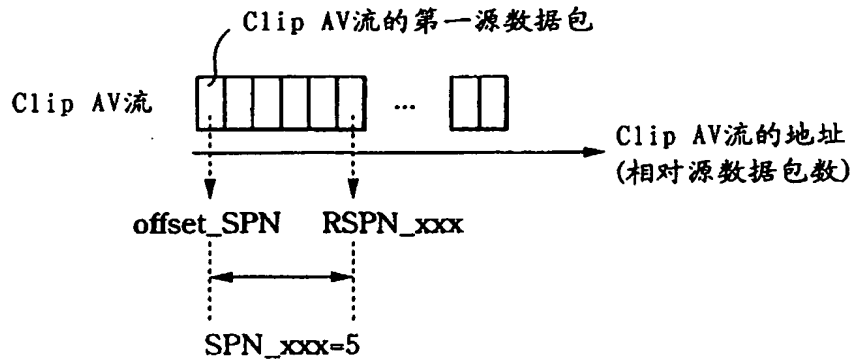 Clip AV流的第一源数据包
Clip AV流
...
Clip AV流的地址
(相对源数据包数)
offset_SPN RSPN_xxx
SPN_xxx=5